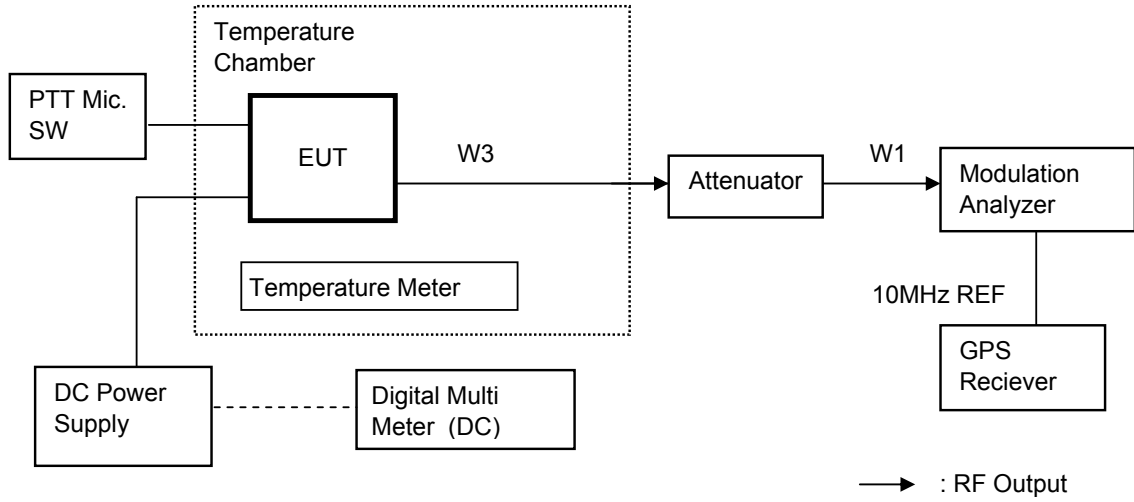 Temperature
Chamber
PTT Mic.
SW
EUT
W3
Attenuator
W1
Modulation
Analyzer
Temperature Meter
10MHz REF
GPS
Reciever
DC Power
Supply
Digital Multi
Meter (DC)
: RF Output